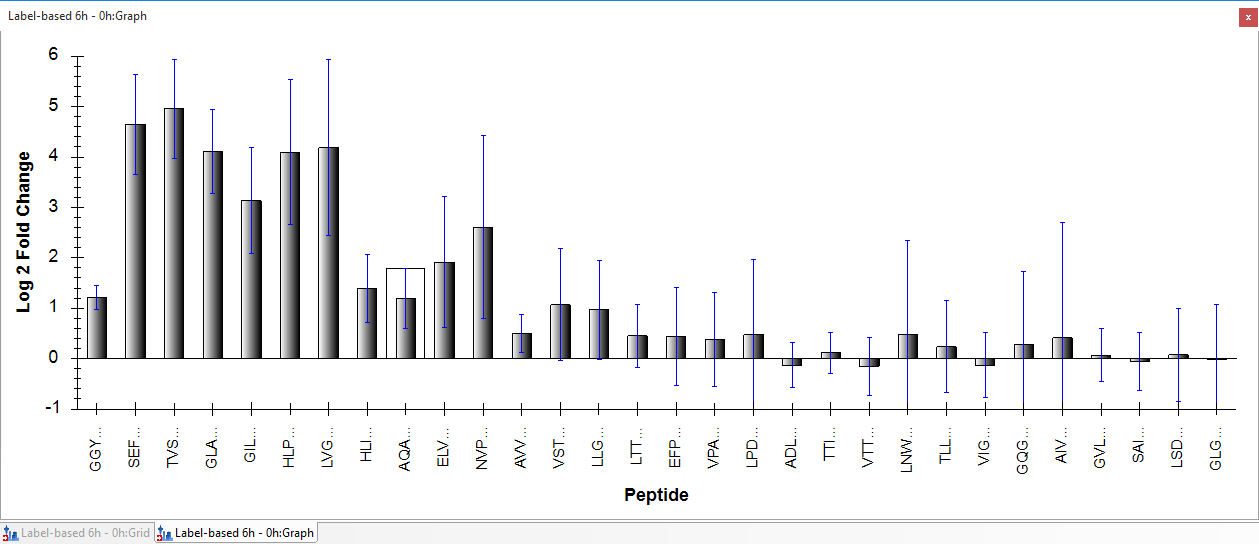 Label-based 6h - 0h:Graph
x
6
5
4
3
2
1
0
-1
Log 2 Fold Change
GGY...
SEF...
TVS...
GLA...
GIL...
HLP...
LVG...
HLI...
AQA...
ELV...
NVP...
AVV...
VST...
LLG...
LTT...
EFP...
VPA...
LPD...
ADL...
TTI...
VTT...
LNW...
TLL...
VIG...
GQG...
AIV...
GVL...
SAI...
LSD...
GLG...
Peptide
Label-based 6h - 0h:Grid
Label-based 6h - 0h:Graph